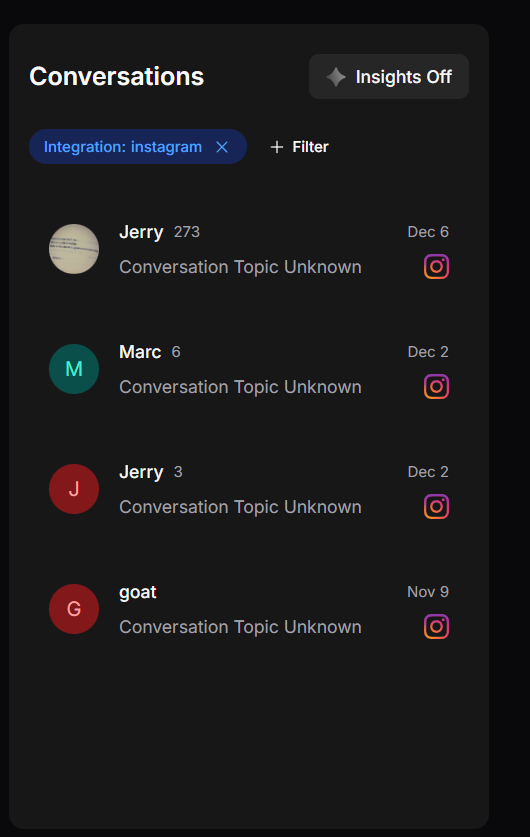 Conversations
Insights Off
Integration: instagram
Filter
Jerry 273 Dec 6
Conversation Topic Unknown
M
Marc 6 Dec 2
Conversation Topic Unknown
J
Jerry 3 Dec 2
Conversation Topic Unknown
G
goat Nov 9
Conversation Topic Unknown